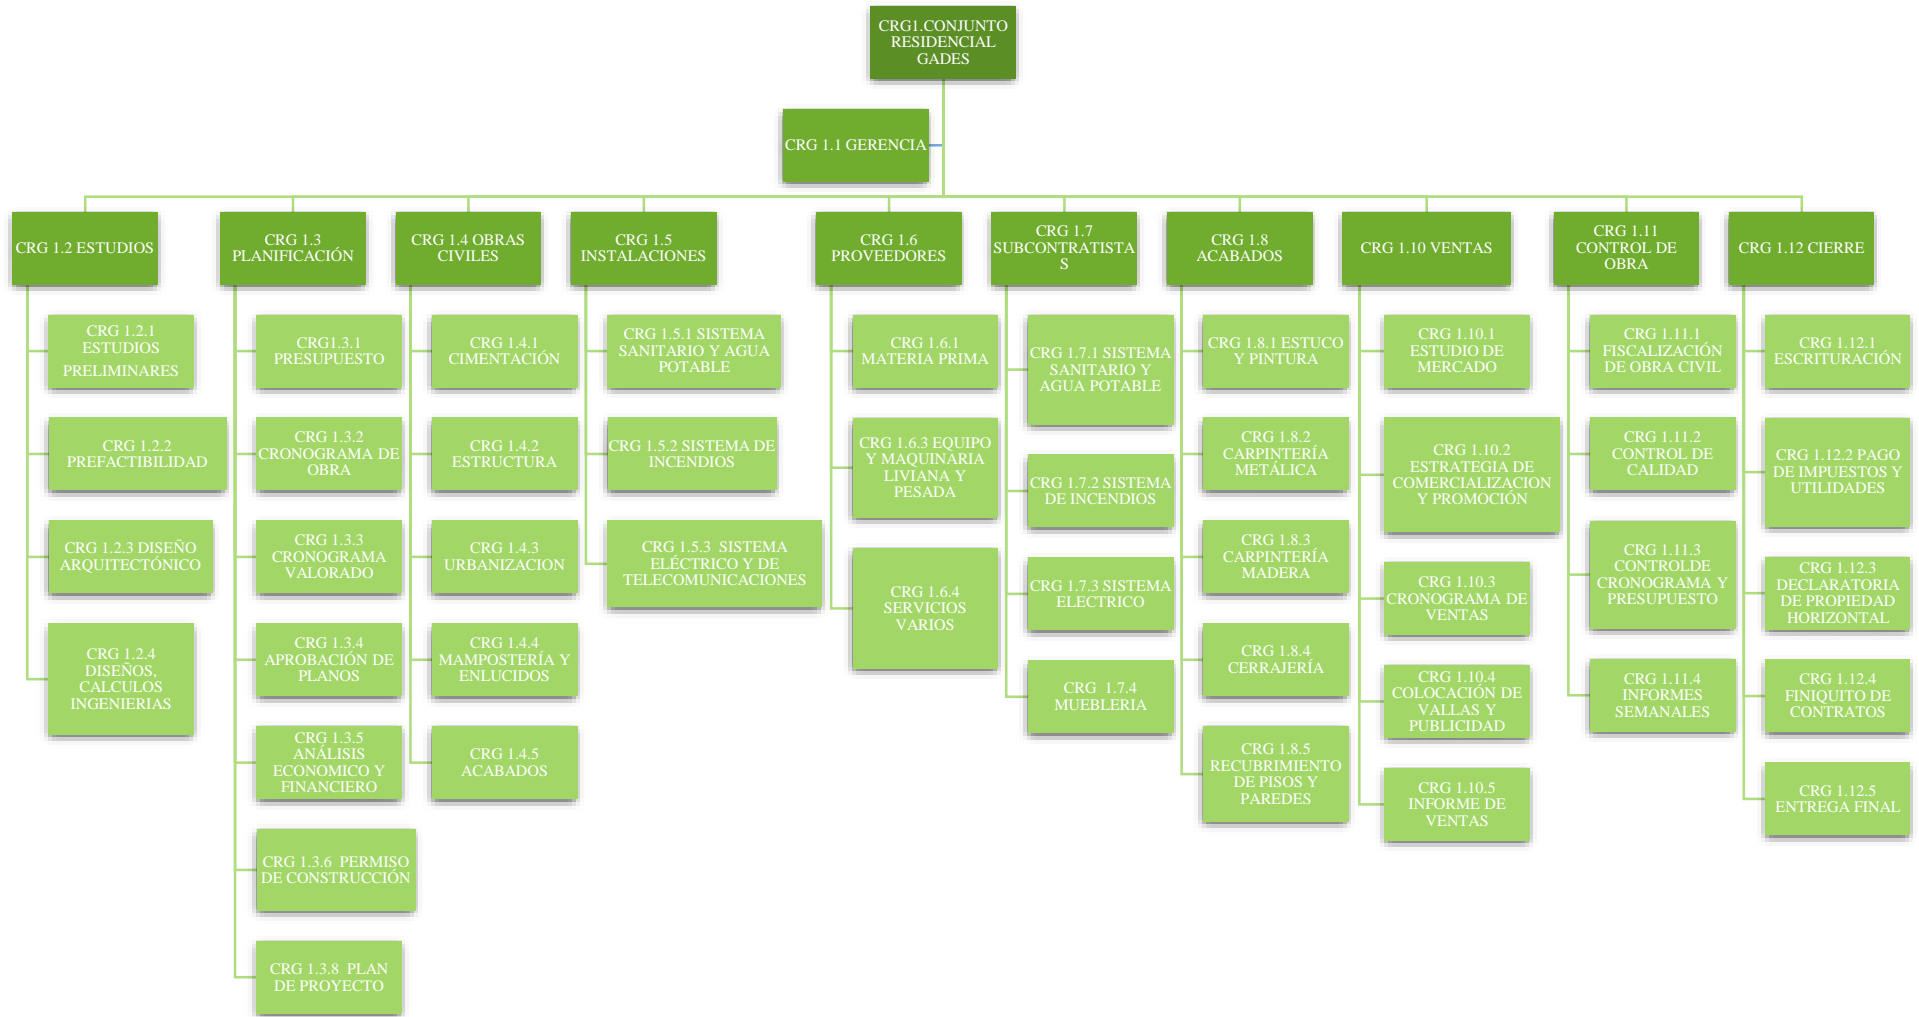 CRG1.CONJUNTO
RESIDENCIAL
GADES
CRG 1.1 GERENCIA
CRG 1.2 ESTUDIOS
CRG 1.2.1
ESTUDIOS
PRELIMINARES
CRG 1.2.2
PREFACTIBILIDAD
CRG 1.2.3 DISEÑO
ARQUITECTÓNICO
CRG 1.2.4
DISEÑOS,
CALCULOS
INGENIERIAS
CRG 1.3
PLANIFICACIÓN
CRG1.3.1
PRESUPUESTO
CRG 1.3.2
CRONOGRAMA DE
OBRA
CRG 1.3.3
CRONOGRAMA
VALORADO
CRG 1.3.4
APROBACIÓN DE
PLANOS
CRG 1.3.5
ANÁLISIS
ECONOMICO Y
FINANCIERO
CRG 1.3.6 PERMISO
DE CONSTRUCCIÓN
CRG 1.3.8 PLAN
DE PROYECTO
CRG 1.4 OBRAS
CIVILES
CRG 1.4.1
CIMENTACIÓN
CRG 1.4.2
ESTRUCTURA
CRG 1.4.3
URBANIZACION
CRG 1.4.4
MAMPOSTERÍA Y
ENLUCIDOS
CRG 1.4.5
ACABADOS
CRG 1.5
INSTALACIONES
CRG 1.5.1 SISTEMA
SANITARIO Y AGUA
POTABLE
CRG 1.5.2 SISTEMA DE
INCENDIOS
CRG 1.5.3 SISTEMA
ELÉCTRICO Y DE
TELECOMUNICACIONES
CRG 1.6
PROVEEDORES
CRG 1.6.1
MATERIA PRIMA
CRG 1.6.3 EQUIPO
Y MAQUINARIA
LIVIANA Y
PESADA
CRG 1.6.4
SERVICIOS
VARIOS
CRG 1.7
SUBCONTRATISTA
S
CRG 1.7.1 SISTEMA
SANITARIO Y
AGUA POTABLE
CRG 1.7.2 SISTEMA
DE INCENDIOS
CRG 1.7.3 SISTEMA
ELECTRICO
CRG 1.7.4
MUEBLERIA
CRG 1.8
ACABADOS
CRG 1.8.1 ESTUCO
Y PINTURA
CRG 1.8.2
CARPINTERÍA
METÁLICA
CRG 1.8.3
CARPINTERÍA
MADERA
CRG 1.8.4
CERRAJERÍA
CRG 1.8.5
RECUBRIMIENTO
DE PISOS Y
PAREDES
CRG 1.10 VENTAS
CRG 1.10.1
ESTUDIO DE
MERCADO
CRG 1.10.2
ESTRATEGIA DE
COMERCIALIZACION
Y PROMOCIÓN
CRG 1.10.3
CRONOGRAMA DE
VENTAS
CRG 1.10.4
COLOCACIÓN DE
VALLAS Y
PUBLICIDAD
CRG 1.10.5
INFORME DE
VENTAS
CRG 1.11
CONTROL DE
OBRA
CRG 1.11.1
FISCALIZACIÓN
DE OBRA CIVIL
CRG 1.11.2
CONTROL DE
CALIDAD
CRG 1.11.3
CONTROLDE
CRONOGRAMA Y
PRESUPUESTO
CRG 1.11.4
INFORMES
SEMANALES
CRG 1.12 CIERRE
CRG 1.12.1
ESCRITURACIÓN
CRG 1.12.2 PAGO
DE IMPUESTOS Y
UTILIDADES
CRG 1.12.3
DECLARATORIA
DE PROPIEDAD
HORIZONTAL
CRG 1.12.4
FINIQUITO DE
CONTRATOS
CRG 1.12.5
ENTREGA FINAL